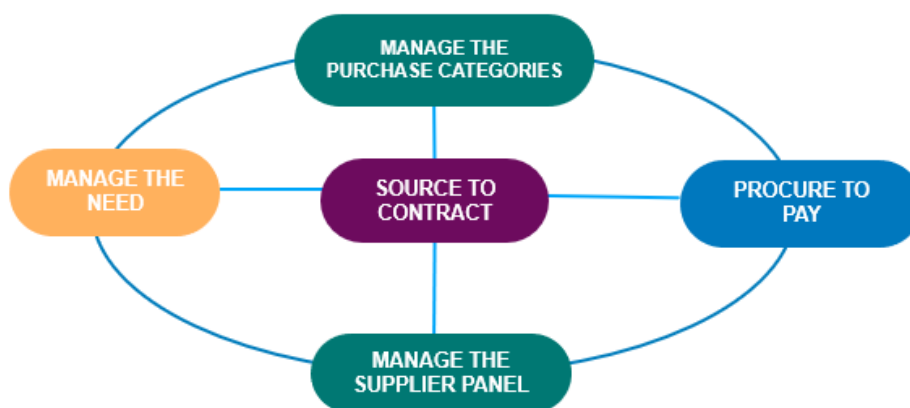 MANAGE THE
PURCHASE CATEGORIES
MANAGE THE
NEED
SOURCE TO
CONTRACT
PROCURE TO
PAY
MANAGE THE
SUPPLIER PANEL